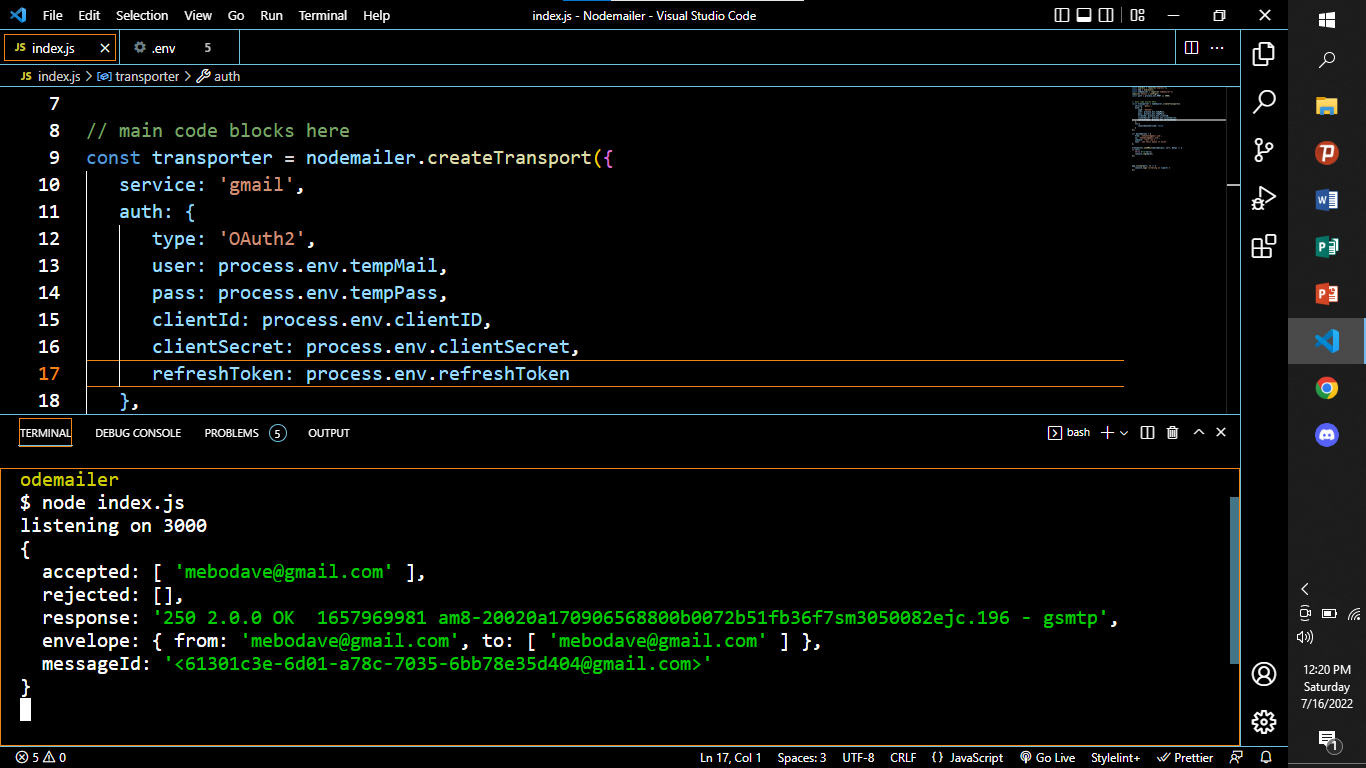 File Edit Selection View Go Run Terminal Help
index.js - Nodemailer - Visual Studio Code
JS index.js
.env 5
JS index.js > transporter > auth
7
8 // main code blocks here
9 const transporter = nodemailer.createTransport({
10 service: 'gmail',
11 auth: {
12 type: 'OAuth2',
13 user: process.env.tempMail,
14 pass: process.env.tempPass,
15 clientId: process.env.clientID,
16 clientSecret: process.env.clientSecret,
17 refreshToken: process.env.refreshToken
18 },
TERMINAL DEBUG CONSOLE PROBLEMS 5 OUTPUT
bash
odemailer
$ node index.js
listening on 3000
{
accepted: [ 'mebodave@gmail.com' ],
rejected: [],
response: '250 2.0.0 OK  1657969981 am8-20020a170906568800b0072b51fb36f7sm3050082ejc.196 - gsmtp',
envelope: { from: 'mebodave@gmail.com', to: [ 'mebodave@gmail.com' ] },
messageId: '<61301c3e-6d01-a78c-7035-6bb78e35d404@gmail.com>'
}
5 0
Ln 17, Col 1 Spaces: 3 UTF-8 CRLF {} JavaScript Go Live Stylelint+ Prettier
12:20 PM
Saturday
7/16/2022
1